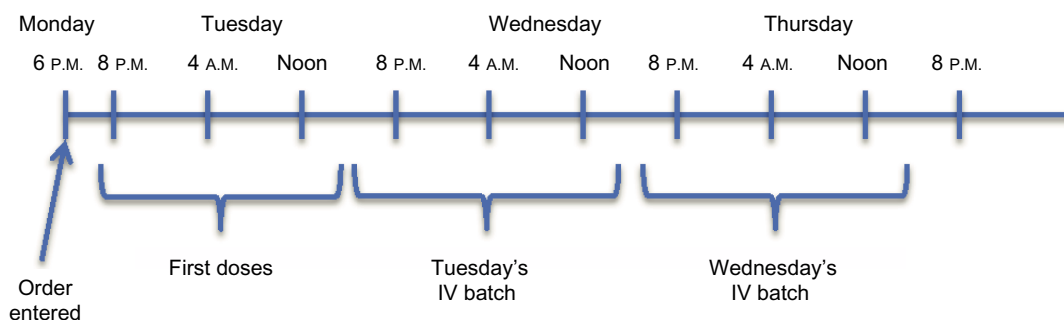 Monday Tuesday Wednesday Thursday
6 P.M. 8 P.M. 4 A.M. Noon 8 P.M. 4 A.M. Noon 8 P.M. 4 A.M. Noon 8 P.M.
First doses
Tuesday’s
IV batch
Wednesday’s
IV batch
Order
entered